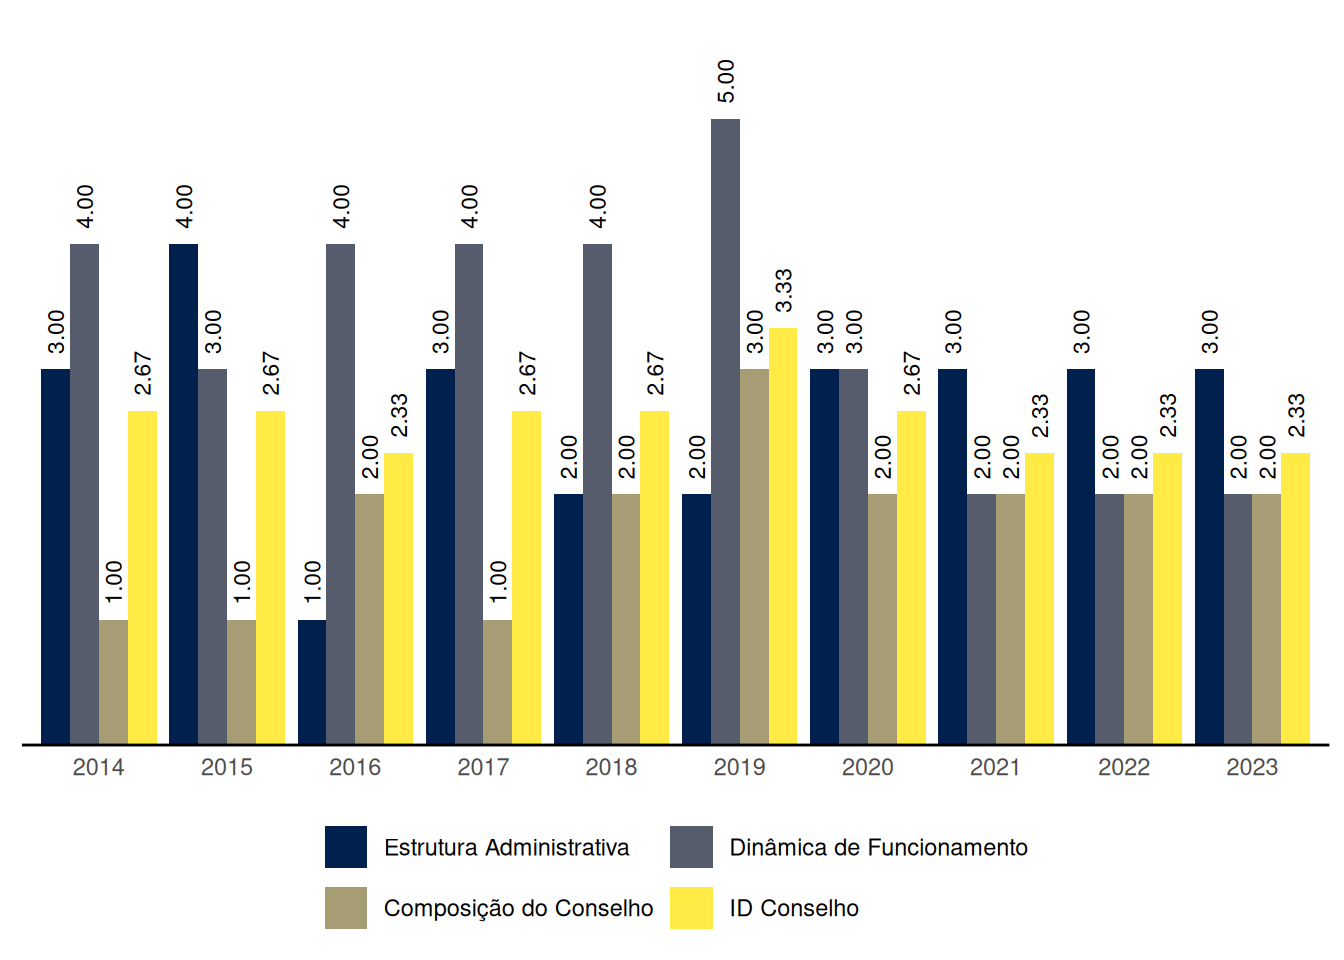 3.00 4.00 1.00 2.67 4.00 3.00 1.00 2.67 1.00 4.00 2.00 2.33 3.00 4.00 1.00 2.67 2.00 4.00 2.00 2.67 2.00 5.00 3.00 3.33 3.00 3.00 2.00 2.67 3.00 2.00 2.00 2.33 3.00 2.00 2.00 2.33 3.00 2.00 2.00 2.33
2014 2015 2016 2017 2018 2019 2020 2021 2022 2023
Estrutura Administrativa Dinâmica de Funcionamento
Composição do Conselho ID Conselho